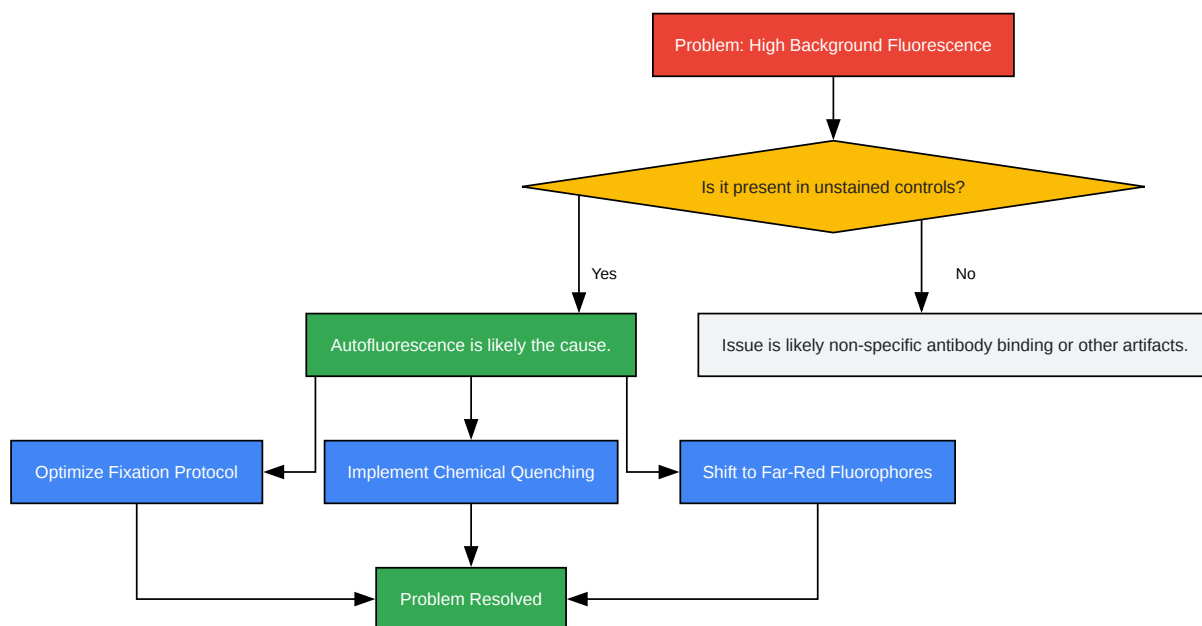 Problem: High Background Fluorescence
Is it present in unstained controls?
Yes
No
Autofluorescence is likely the cause.
Issue is likely non-specific antibody binding or other artifacts.
Optimize Fixation Protocol
Implement Chemical Quenching
Shift to Far-Red Fluorophores
Problem Resolved